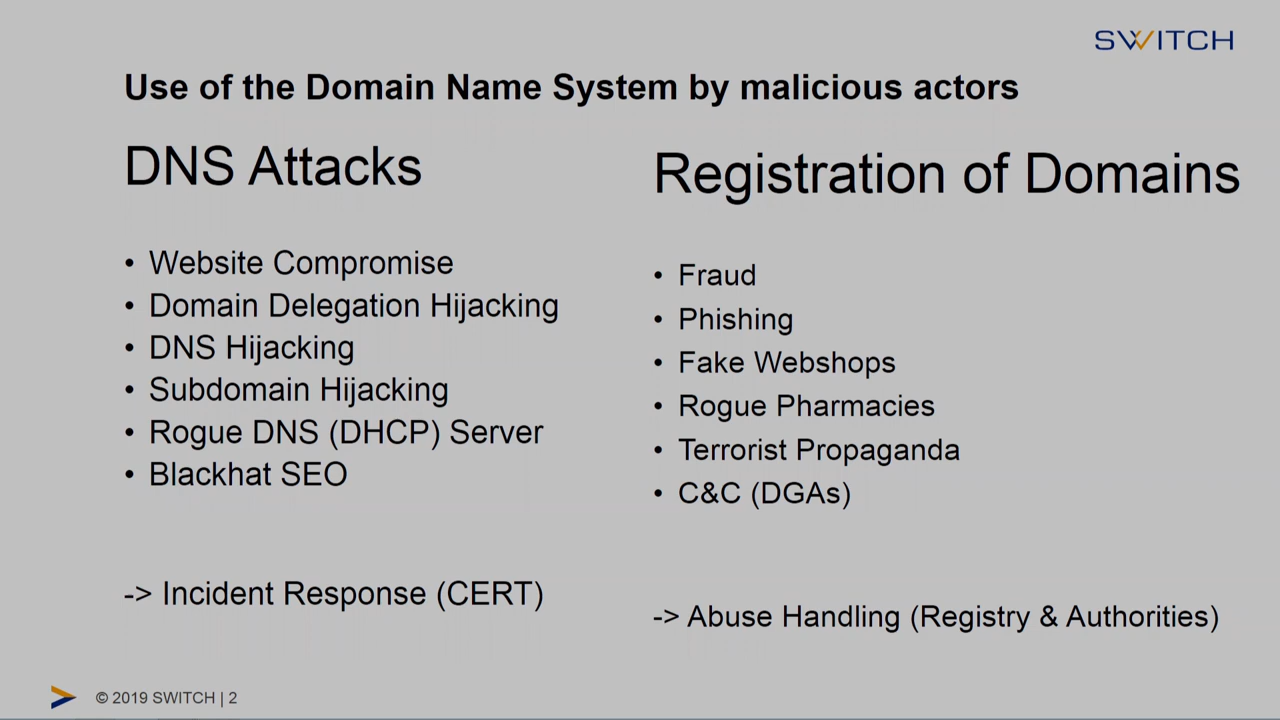 SWITCH
Use of the Domain Name System by malicious actors
DNS Attacks
• Website Compromise
• Domain Delegation Hijacking
• DNS Hijacking
• Subdomain Hijacking
• Rogue DNS (DHCP) Server
• Blackhat SEO
-> Incident Response (CERT)
Registration of Domains
• Fraud
• Phishing
• Fake Webshops
• Rogue Pharmacies
• Terrorist Propaganda
• C&C (DGAs)
-> Abuse Handling (Registry & Authorities)
© 2019 SWITCH | 2